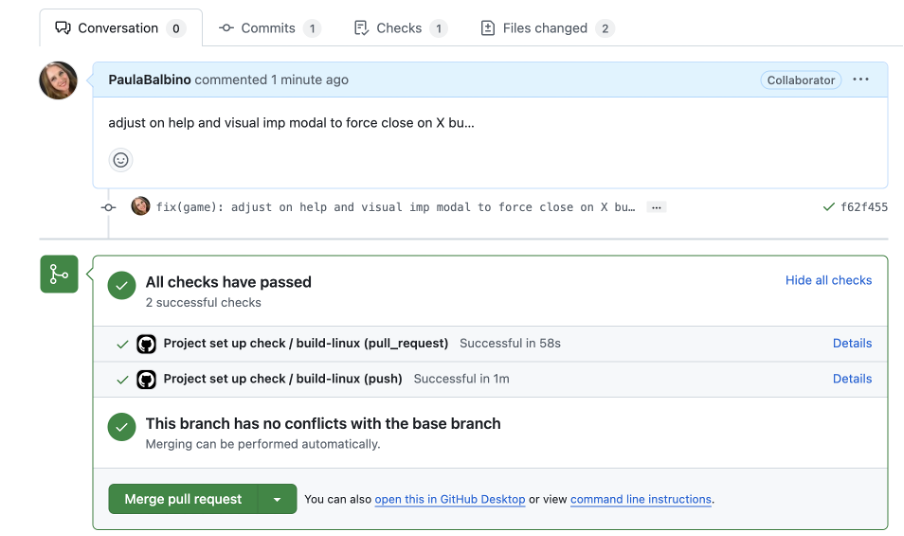 Conversation 0 Commits 1 Checks 1 Files changed 2
PaulaBalbino commented 1 minute ago Collaborator ...
adjust on help and visual imp modal to force close on X bu...
fix(game): adjust on help and visual imp modal to force close on X bu… ... f62f455
All checks have passed Hide all checks
2 successful checks
Project set up check / build-linux (pull_request) Successful in 58s Details
Project set up check / build-linux (push) Successful in 1m Details
This branch has no conflicts with the base branch
Merging can be performed automatically.
Merge pull request You can also open this in GitHub Desktop or view command line instructions.